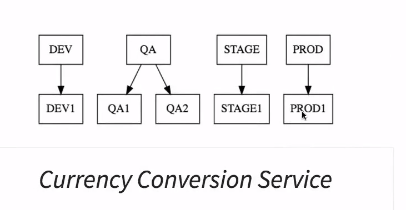 DEV QA STAGE PROD
DEV1 QA1 QA2 STAGE1 PROD1
Currency Conversion Service